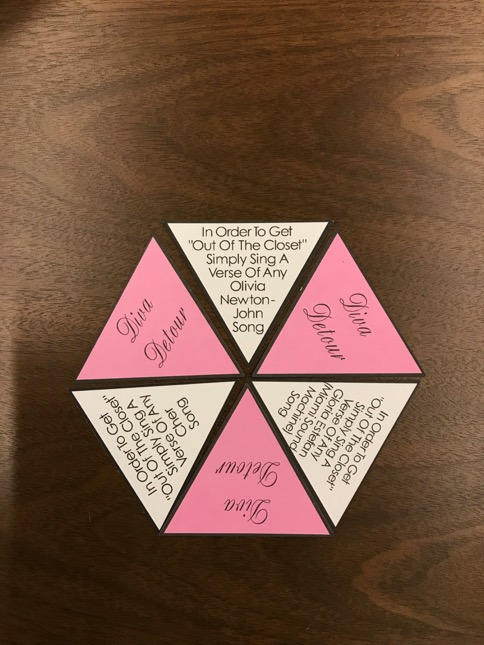 In Order To Get
"Out Of The Closet"
Simply Sing A
Verse Of Any
Olivia
Newton-
John
Song
Diva
Detour
Diva
Detour
In Order To Get
"Out Of The Closet"
Simply Sing A
Verse Of Any
Cher
Song
Diva
Detour
In Order To Get
"Out Of The Closet"
Simply Sing A
Verse Of Any
Gloria Estefan
(Miami Sound
Machine)
Song